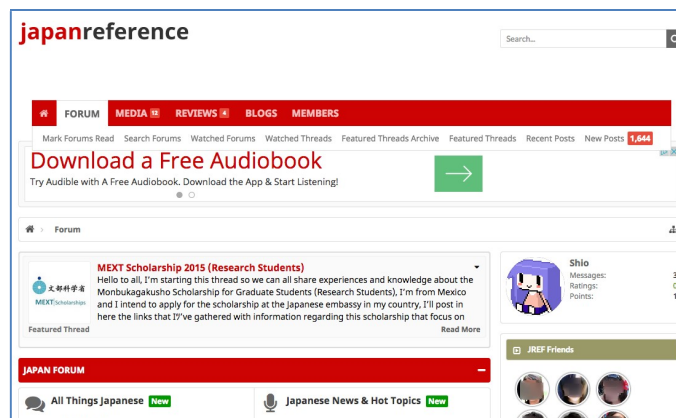 japanreference
Search...
FORUM MEDIA 12 REVIEWS 4 BLOGS MEMBERS
Mark Forums Read Search Forums Watched Forums Watched Threads Featured Threads Archive Featured Threads Recent Posts New Posts 1,644
Download a Free Audiobook
Try Audible with A Free Audiobook. Download the App & Start Listening!
Forum
MEXT Scholarship 2015 (Research Students)
Hello to all, I'm starting this thread so we can all share experiences and knowledge about the
Monbukagakusho Scholarship for Graduate Students (Research Students), I'm from Mexico
and I intend to apply for the scholarship at the Japanese embassy in my country, I'll post in
here the links that I''ve gathered with information regarding this scholarship that focus on
文部科学省
MEXT Scholarships
Featured Thread
Read More
Shio
Messages:
Ratings:
Points:
JREF Friends
JAPAN FORUM
All Things Japanese New
Japanese News & Hot Topics New